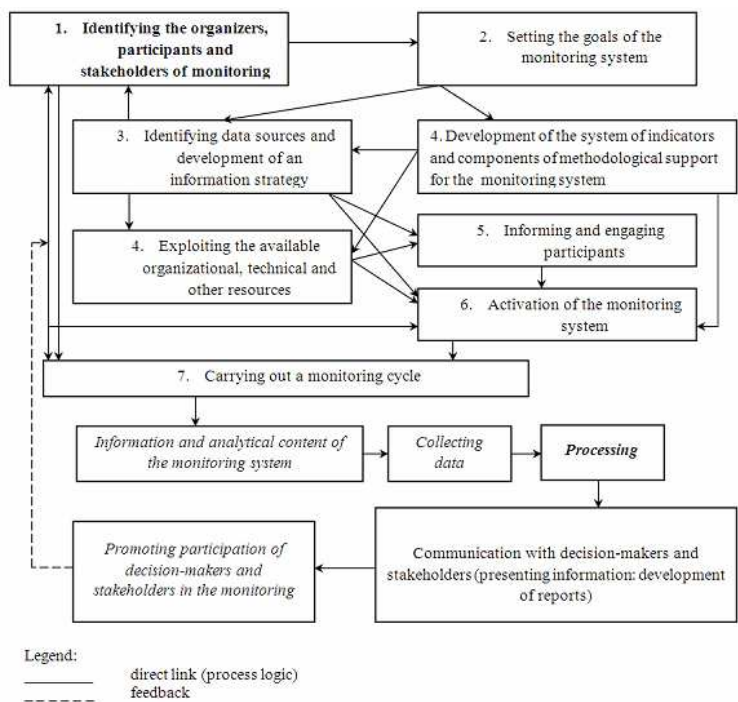 1. Identifying the organizers,
participants and
stakeholders of monitoring
2. Setting the goals of the
monitoring system
3. Identifying data sources and
development of an
information strategy
4. Development of the system of indicators
and components of methodological support
for the monitoring system
4. Exploiting the available
organizational, technical and
other resources
5. Informing and engaging
participants
6. Activation of the monitoring
system
7. Carrying out a monitoring cycle
Information and analytical content of
the monitoring system
Collecting
data
Processing
Promoting participation of
decision-makers and
stakeholders in the monitoring
Communication with decision-makers and
stakeholders (presenting information: development
of reports)
Legend:
direct link (process logic)
feedback